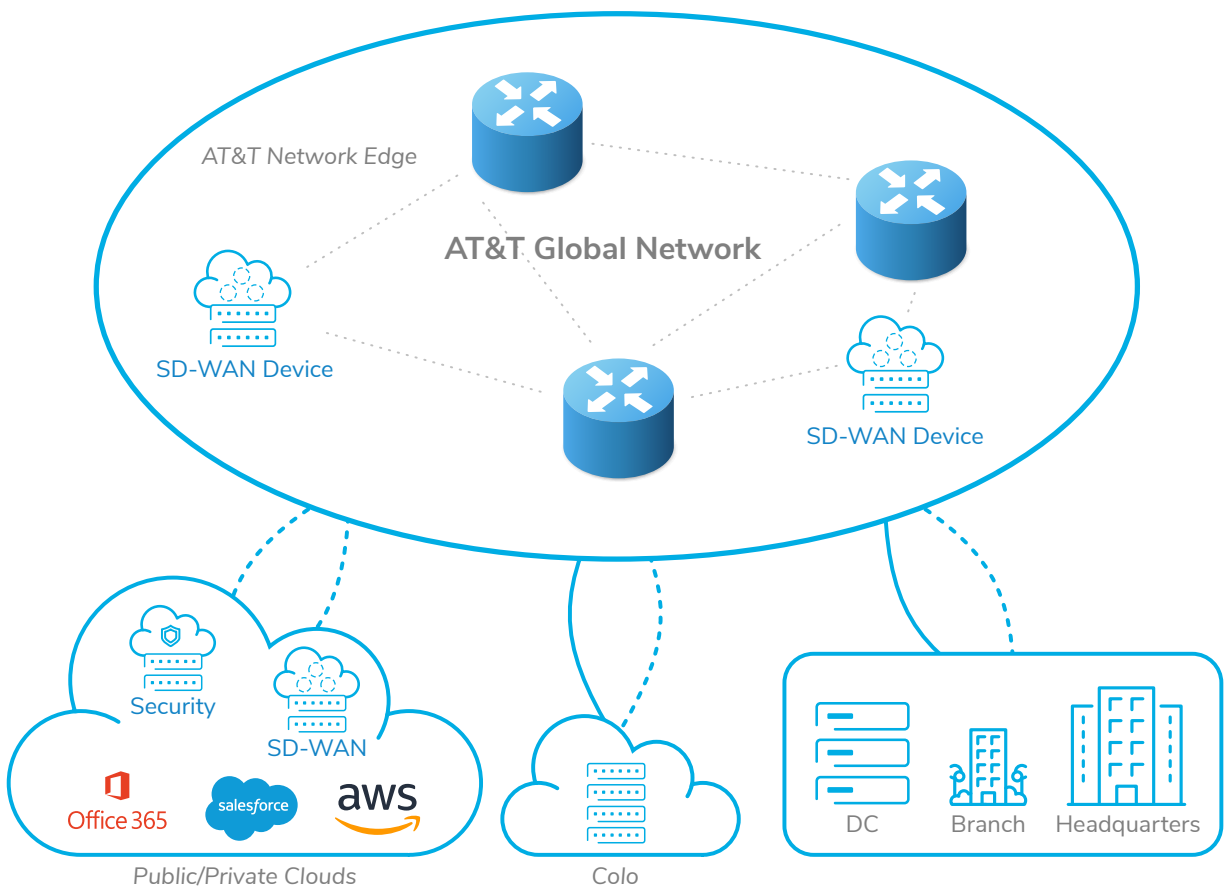 AT&T Network Edge
AT&T Global Network
SD-WAN Device
SD-WAN Device
Security
SD-WAN
Office 365
salesforce
aws
DC
Branch
Headquarters
Public/Private Clouds
Colo